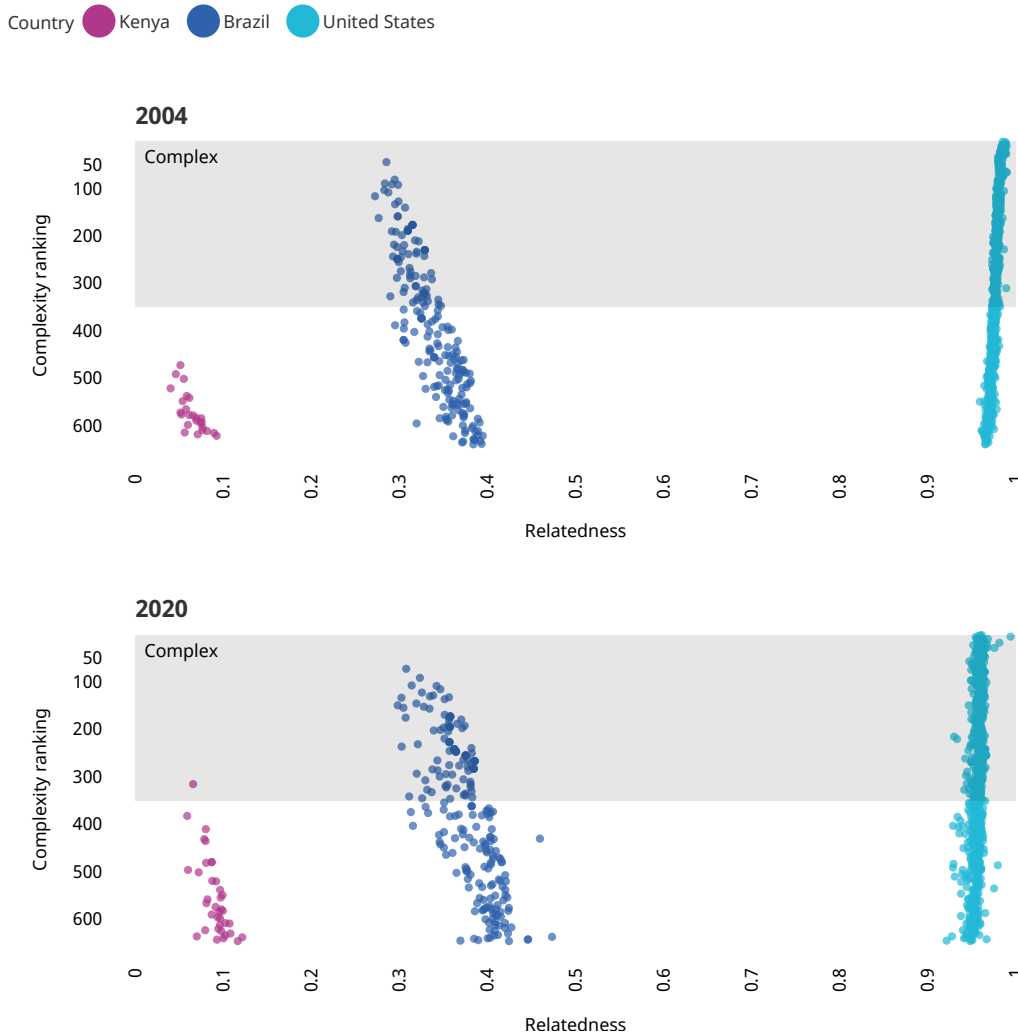 Country Kenya Brazil United States
2004
Complex
50
100
200
300
400
500
600
Complexity ranking
0 0.1 0.2 0.3 0.4 0.5 0.6 0.7 0.8 0.9 1
Relatedness
2020
Complex
50
100
200
300
400
500
600
Complexity ranking
0 0.1 0.2 0.3 0.4 0.5 0.6 0.7 0.8 0.9 1
Relatedness